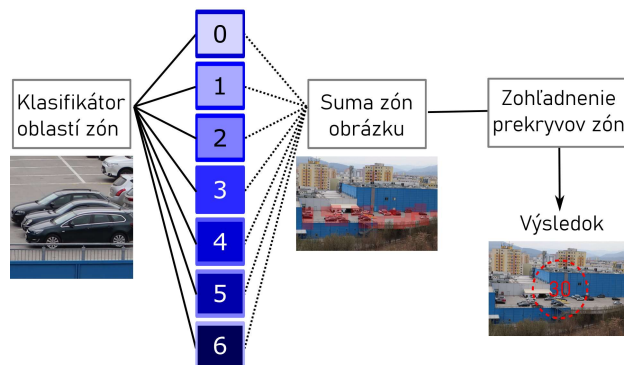 Klasifikátor
oblastí zón
0
1
2
3
4
5
6
Suma zón
obrázku
Zohľadnenie
prekryvov zón
Výsledok
30